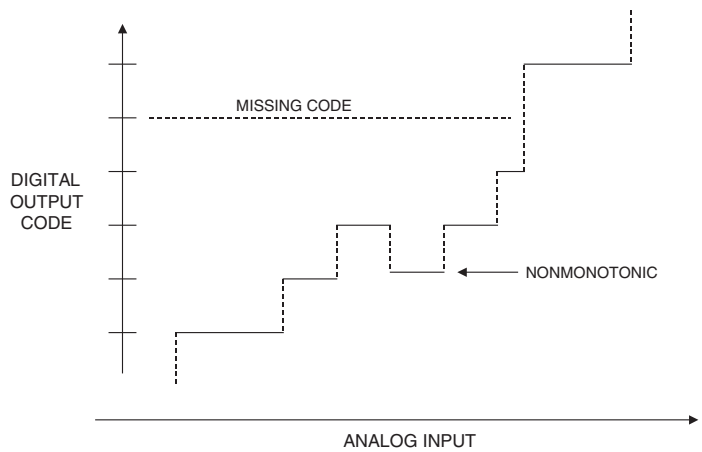 MISSING CODE
DIGITAL
OUTPUT
CODE
NONMONOTONIC
ANALOG INPUT